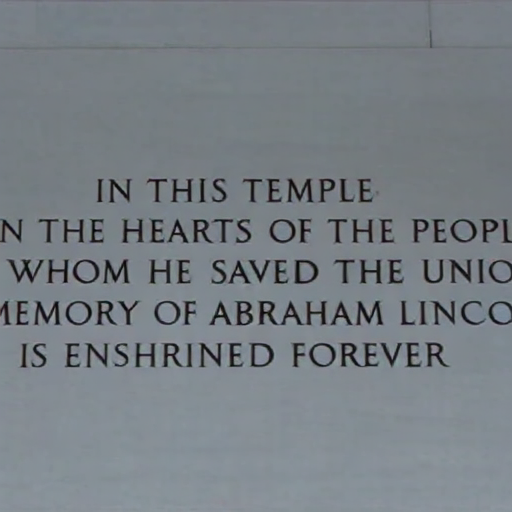 IN THIS TEMPLE
N THE HEARTS OF THE PEOPL
WHOM HE SAVED THE UNIO
MEMORY OF ABRAHAM LINCO
IS ENSHRINED FOREVER